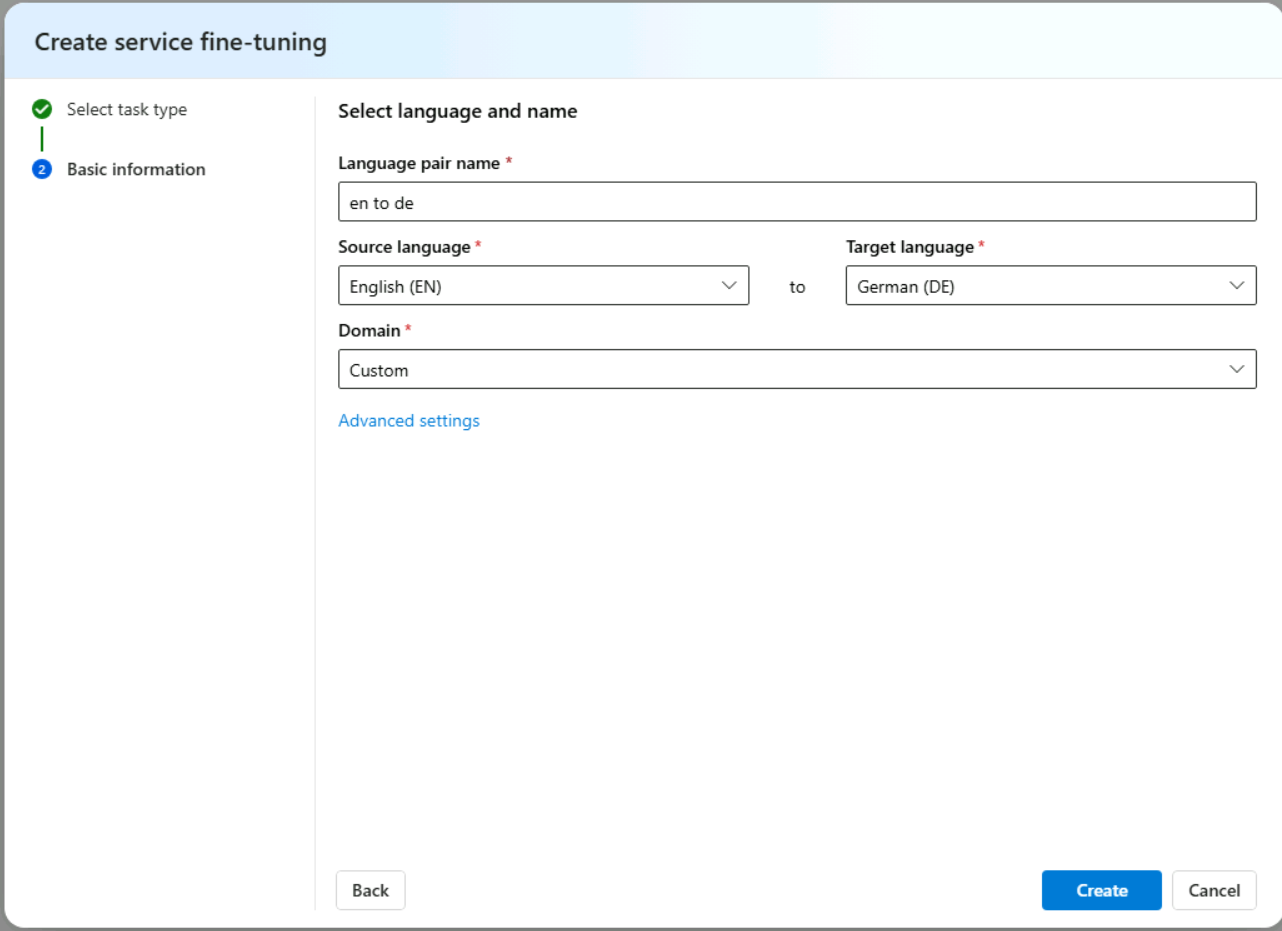 Create service fine-tuning
Select task type
2 Basic information
Select language and name
Language pair name *
en to de
Source language *
Target language *
English (EN)
to
German (DE)
Domain *
Custom
Advanced settings
Back
Create
Cancel